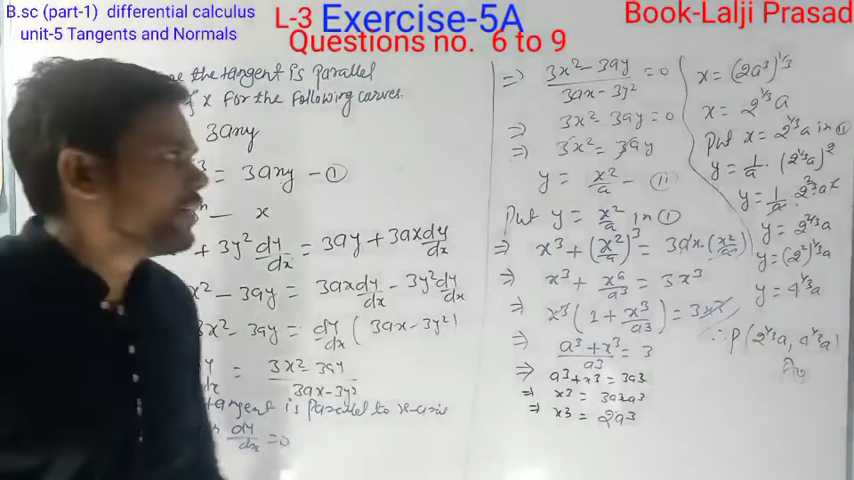 B.sc (part-1) differential calculus
unit-5 Tangents and Normals
L-3 Exercise-5A
Questions no. 6 to 9
Book-Lalji Prasad
the tangent is parallel
of x for the following curves.
3axy
= 3axy - ①
x
+ 3y² dy/dx = 3ay + 3ax dy/dx
x² - 3ay = 3ax dy/dx - 3y² dy/dx
3x² - 3ay = dy/dx ( 3ax - 3y² )
= 3x² - 3ay / 3ax - 3y²
tangent is parallel to x-axis
dy/dx = 0
⇒ 3x² - 3ay / 3ax - 3y² = 0
⇒ 3x² - 3ay = 0
⇒ 3x² = 3ay
y = x²/a - ⑪
Put y = x²/a in ①
⇒ x³ + (x²/a)³ = 3ax.(x²/a)
⇒ x³ + x⁶/a³ = 3x³
⇒ x³ ( 1 + x³/a³ ) = 3x³
⇒ a³ + x³ / a³ = 3
⇒ a³ + x³ = 3a³
⇒ x³ = 3a³-a³
⇒ x³ = 2a³
x = (2a³)^1/3
x = 2^1/3 a
Put x = 2^1/3 a in ⑪
y = 1/a . (2^1/3 a)²
y = 1/a . 2^2/3 . a²
y = 2^2/3 a
y = (2²)^1/3 a
y = 4^1/3 a
∴ P (2^1/3 a, 4^1/3 a)